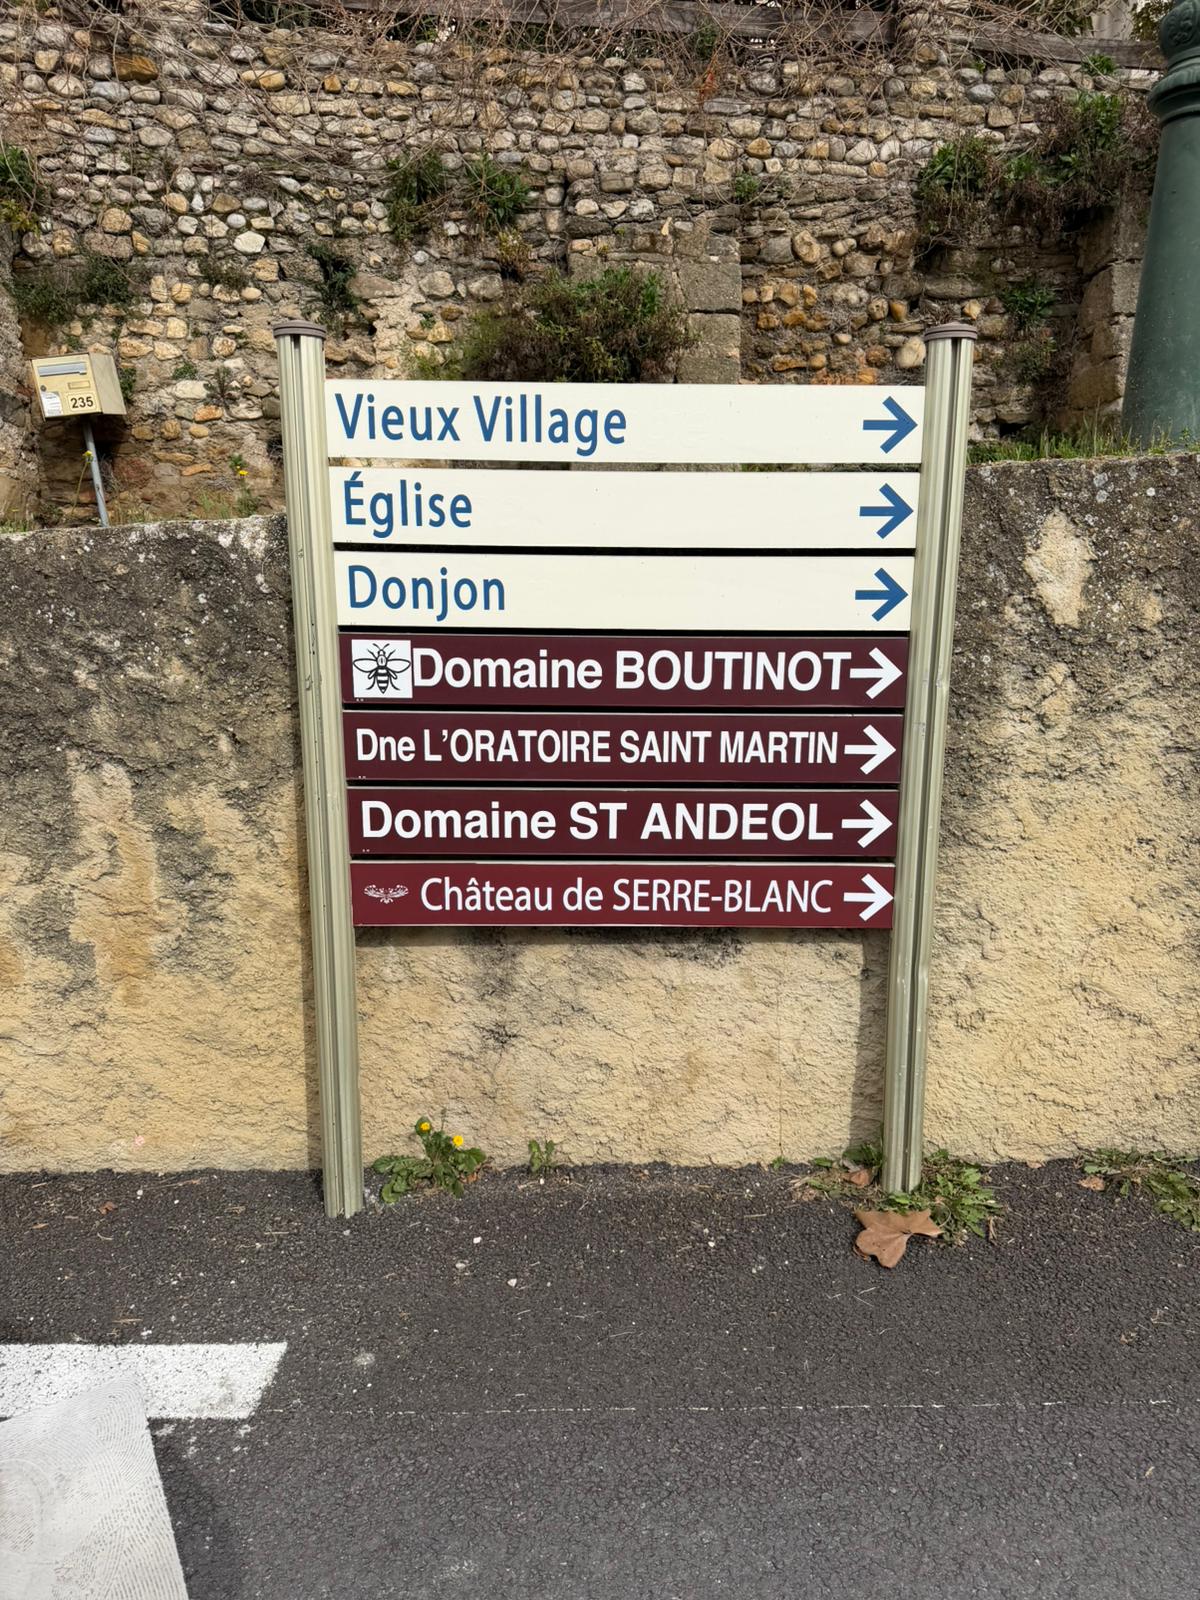 235
Vieux Village
Église
Donjon
Domaine BOUTINOT
Dne L'ORATOIRE SAINT MARTIN
Domaine ST ANDEOL
Château de SERRE-BLANC